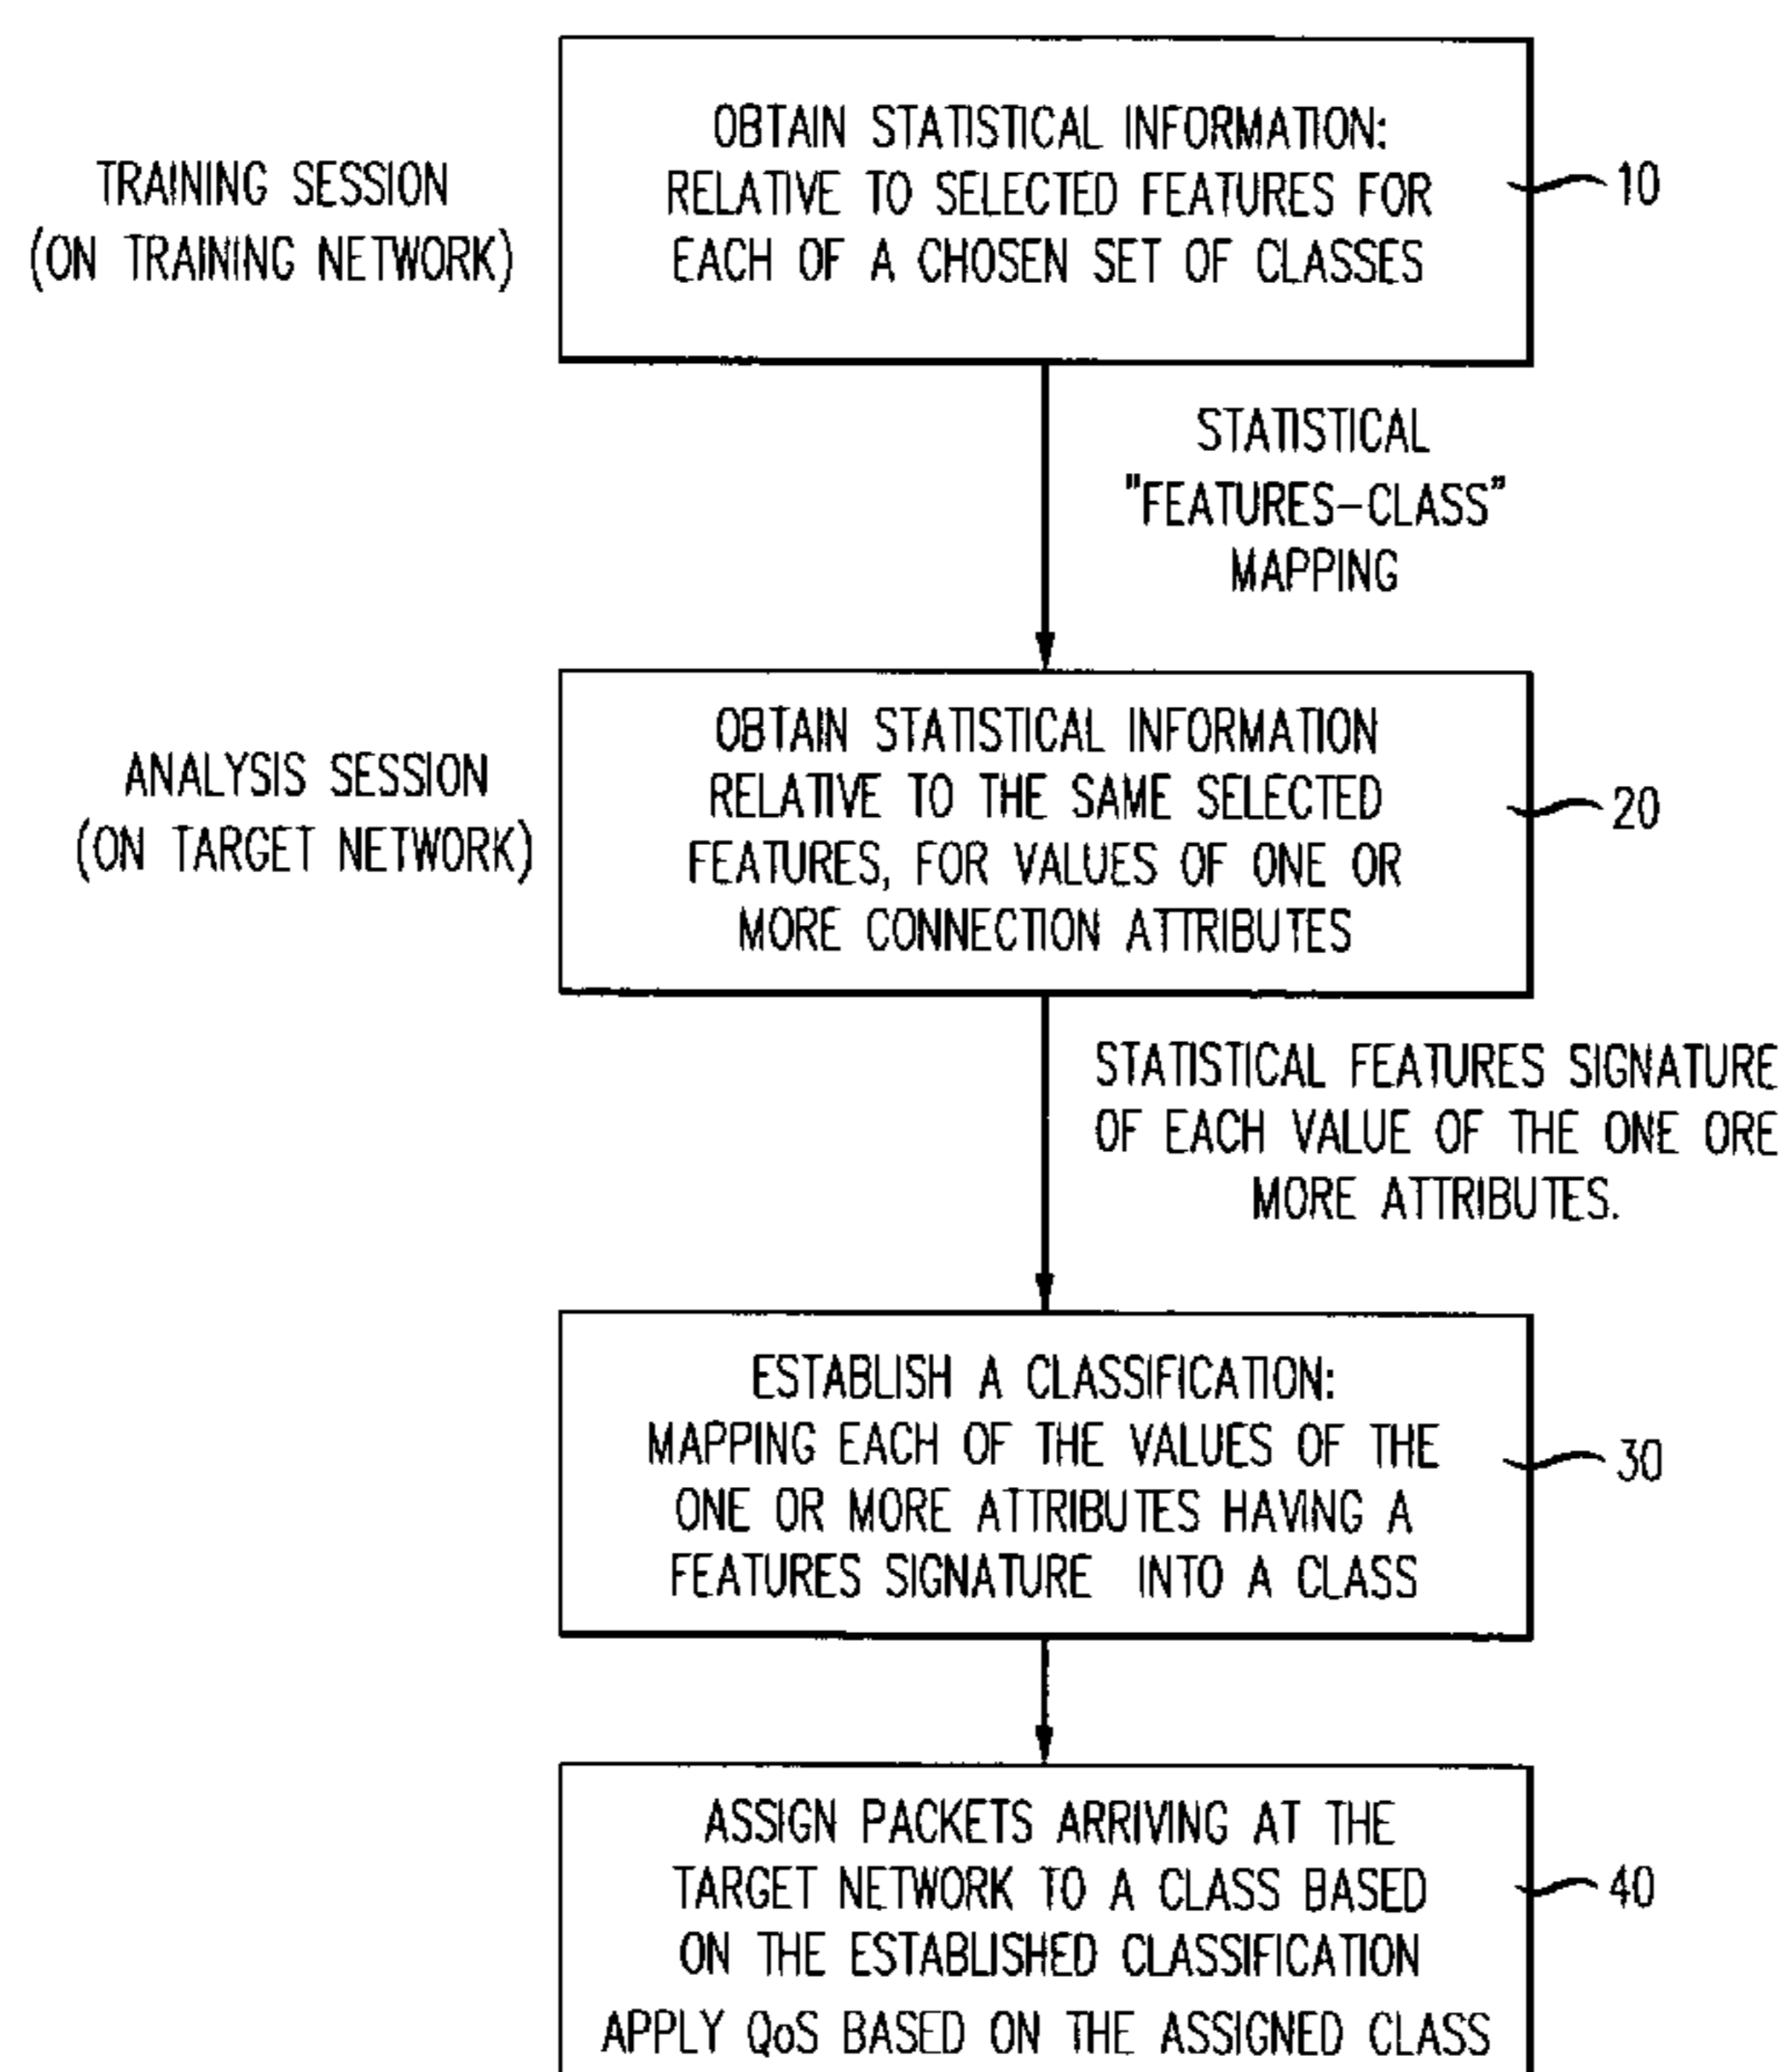 TRAINING SESSION
(ON TRAINING NETWORK)
OBTAIN STATISTICAL INFORMATION:
RELATIVE TO SELECTED FEATURES FOR
EACH OF A CHOSEN SET OF CLASSES
10
STATISTICAL
"FEATURES-CLASS"
MAPPING
ANALYSIS SESSION
(ON TARGET NETWORK)
OBTAIN STATISTICAL INFORMATION
RELATIVE TO THE SAME SELECTED
FEATURES, FOR VALUES OF ONE OR
MORE CONNECTION ATTRIBUTES
20
STATISTICAL FEATURES SIGNATURE
OF EACH VALUE OF THE ONE ORE
MORE ATTRIBUTES.
ESTABLISH A CLASSIFICATION:
MAPPING EACH OF THE VALUES OF THE
ONE OR MORE ATTRIBUTES HAVING A
FEATURES SIGNATURE INTO A CLASS
30
ASSIGN PACKETS ARRIVING AT THE
TARGET NETWORK TO A CLASS BASED
ON THE ESTABLISHED CLASSIFICATION
APPLY QoS BASED ON THE ASSIGNED CLASS
40